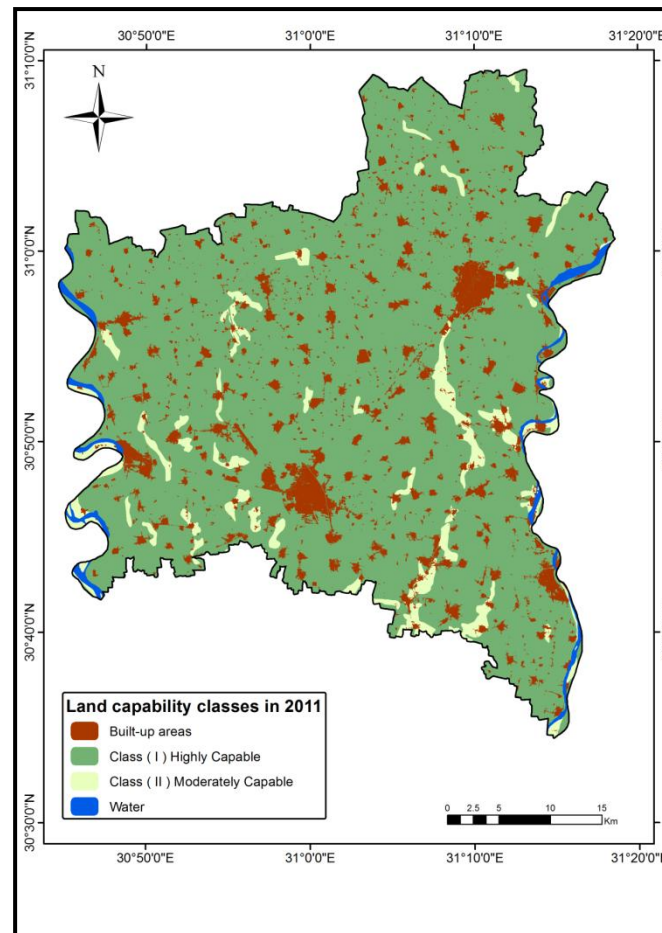 30°50'0"E 31°0'0"E 31°10'0"E 31°20'0"E
31°10'0"N
N
31°0'0"N
30°50'0"N
30°40'0"N
30°30'0"N
Land capability classes in 2011
Built-up areas
Class ( I ) Highly Capable
Class ( II ) Moderately Capable
Water
0 2.5 5 10 15
Km
30°50'0"E 31°0'0"E 31°10'0"E 31°20'0"E